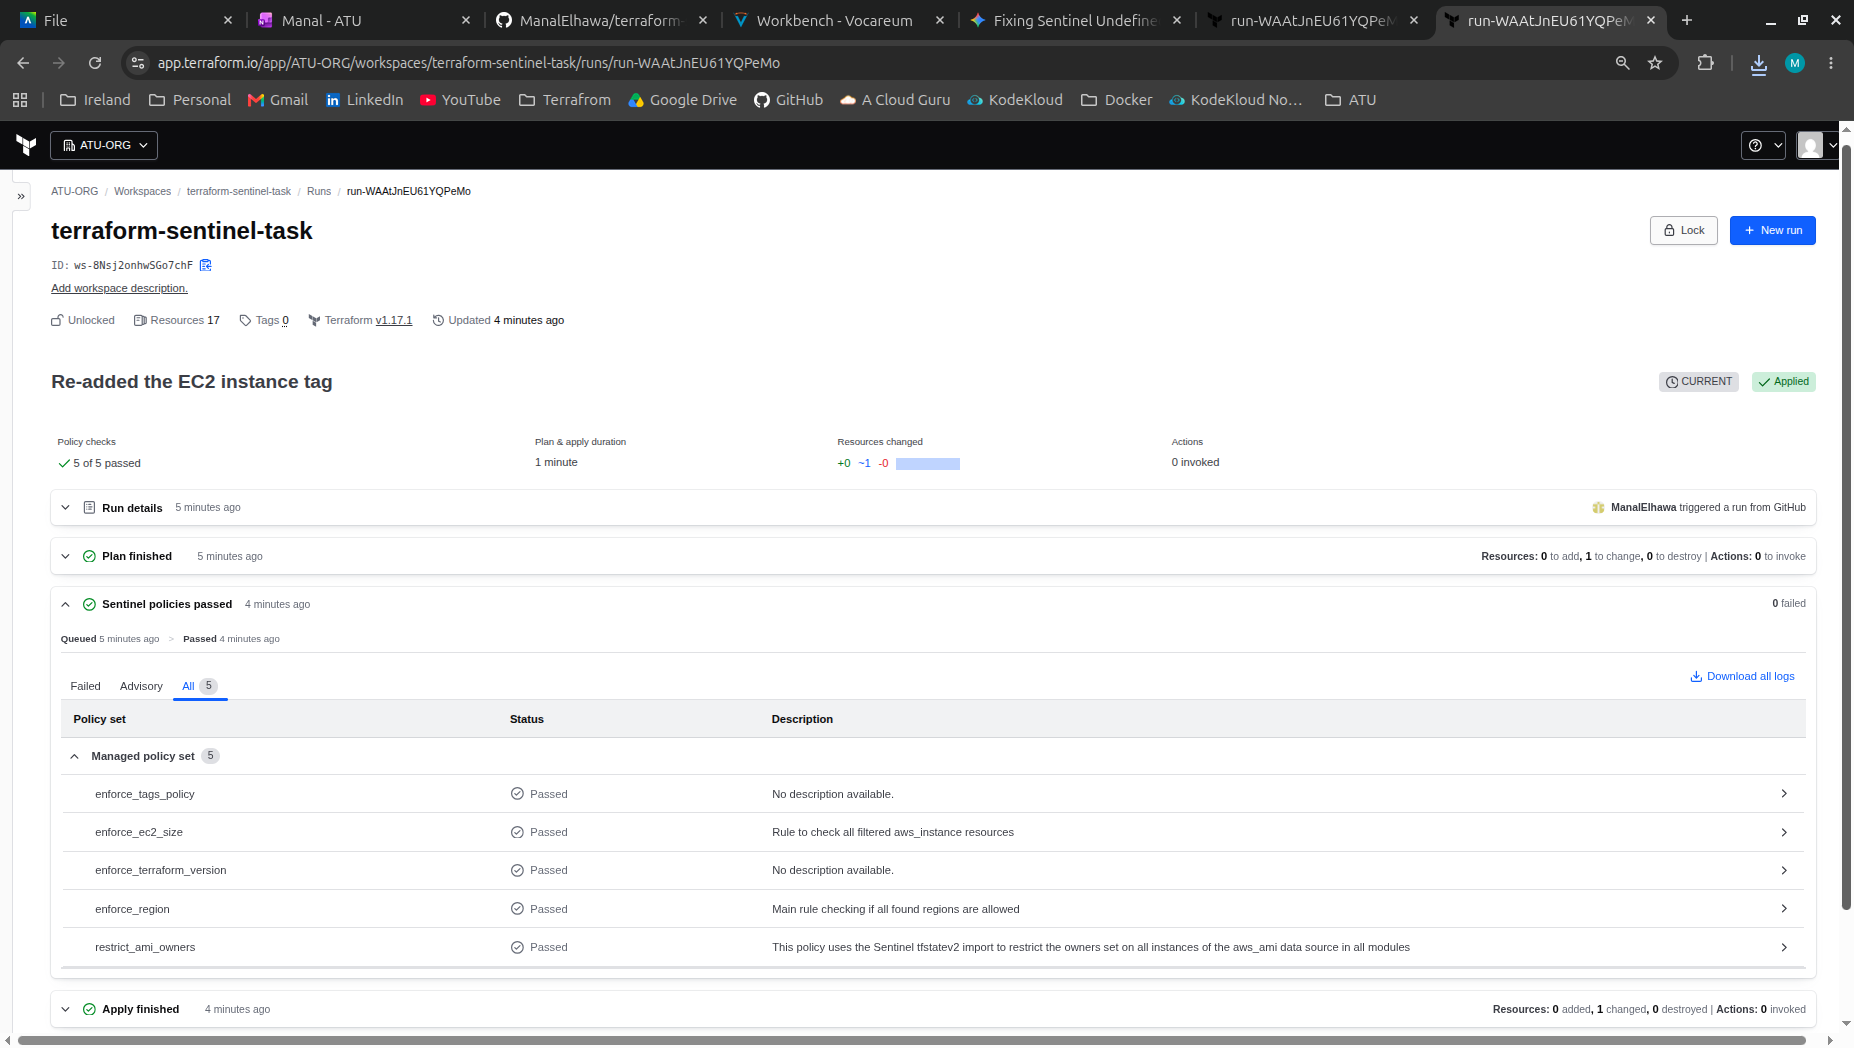 File
Manal - ATU
ManalElhawa/terraform-
Workbench - Vocareum
Fixing Sentinel Undefine
run-WAAtJnEU61YQPeM
run-WAAtJnEU61YQPeM
app.terraform.io/app/ATU-ORG/workspaces/terraform-sentinel-task/runs/run-WAAtJnEU61YQPeMo
M
Ireland
Personal
Gmail
LinkedIn
YouTube
Terrafrom
Google Drive
GitHub
A Cloud Guru
KodeKloud
Docker
KodeKloud No...
ATU
ATU-ORG
ATU-ORG / Workspaces / terraform-sentinel-task / Runs / run-WAAtJnEU61YQPeMo
terraform-sentinel-task
Lock
+ New run
ID: ws-8Nsj2onhwSGo7chF
Add workspace description.
Unlocked Resources 17 Tags 0 Terraform v1.17.1 Updated 4 minutes ago
Re-added the EC2 instance tag
CURRENT
Applied
Policy checks
Plan & apply duration
Resources changed
Actions
5 of 5 passed
1 minute
+0 ~1 -0
0 invoked
Run details 5 minutes ago
ManalElhawa triggered a run from GitHub
Plan finished 5 minutes ago
Resources: 0 to add, 1 to change, 0 to destroy | Actions: 0 to invoke
Sentinel policies passed 4 minutes ago
0 failed
Queued 5 minutes ago > Passed 4 minutes ago
Failed Advisory All 5
Download all logs
Policy set Status Description
Managed policy set 5
enforce_tags_policy Passed No description available.
enforce_ec2_size Passed Rule to check all filtered aws_instance resources
enforce_terraform_version Passed No description available.
enforce_region Passed Main rule checking if all found regions are allowed
restrict_ami_owners Passed This policy uses the Sentinel tfstatev2 import to restrict the owners set on all instances of the aws_ami data source in all modules
Apply finished 4 minutes ago
Resources: 0 added, 1 changed, 0 destroyed | Actions: 0 invoked